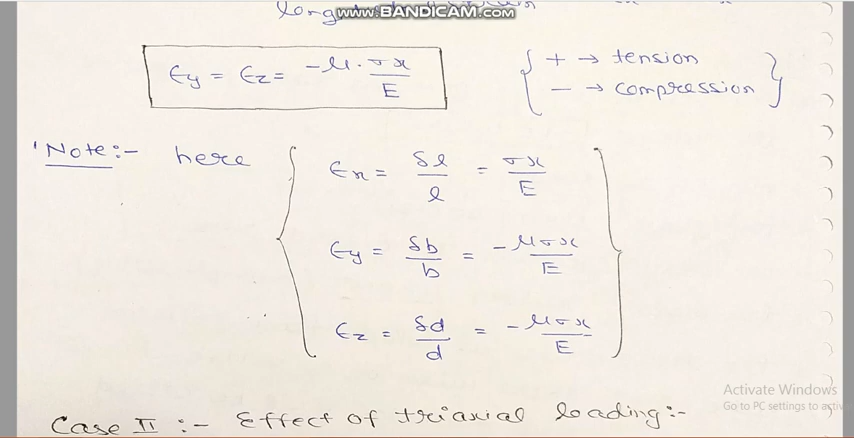 www.BANDICAM.com
ϵy = ϵz = -μ·σx/E { + → tension
- → compression }
Note:- here { ϵx = δl/l = σx/E
ϵy = δb/b = -μσx/E
ϵz = δd/d = -μσx/E }
Activate Windows
Go to PC settings to activ
Case II :- Effect of triaxial loading:-